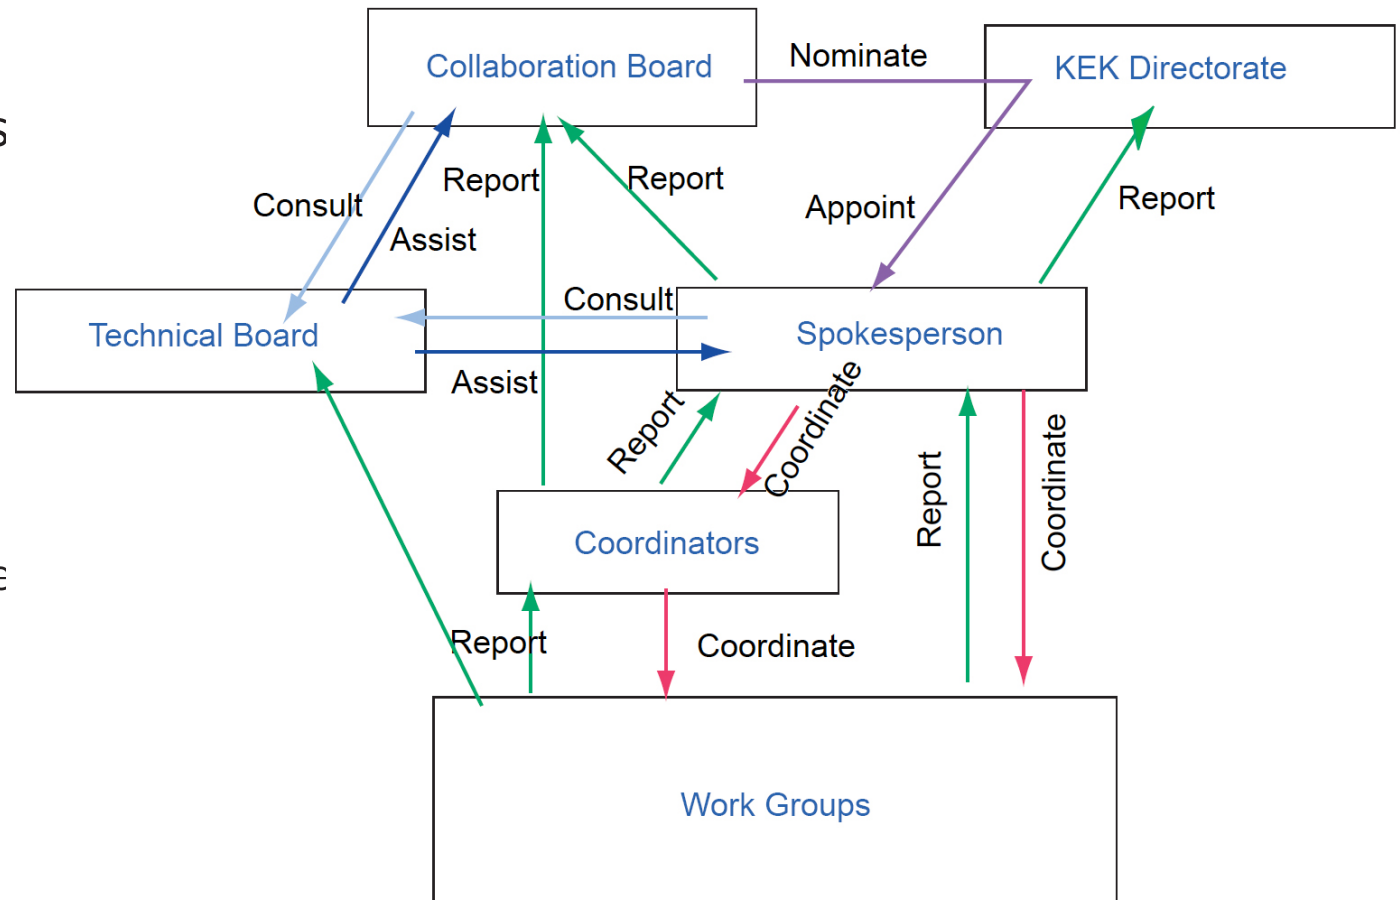 Collaboration Board
Nominate
KEK Directorate
s
Report
Report
Consult
Assist
Appoint
Report
Consult
Technical Board
Spokesperson
Assist
Report
Coordinate
Report
Coordinate
Coordinators
Report
Coordinate
Work Groups